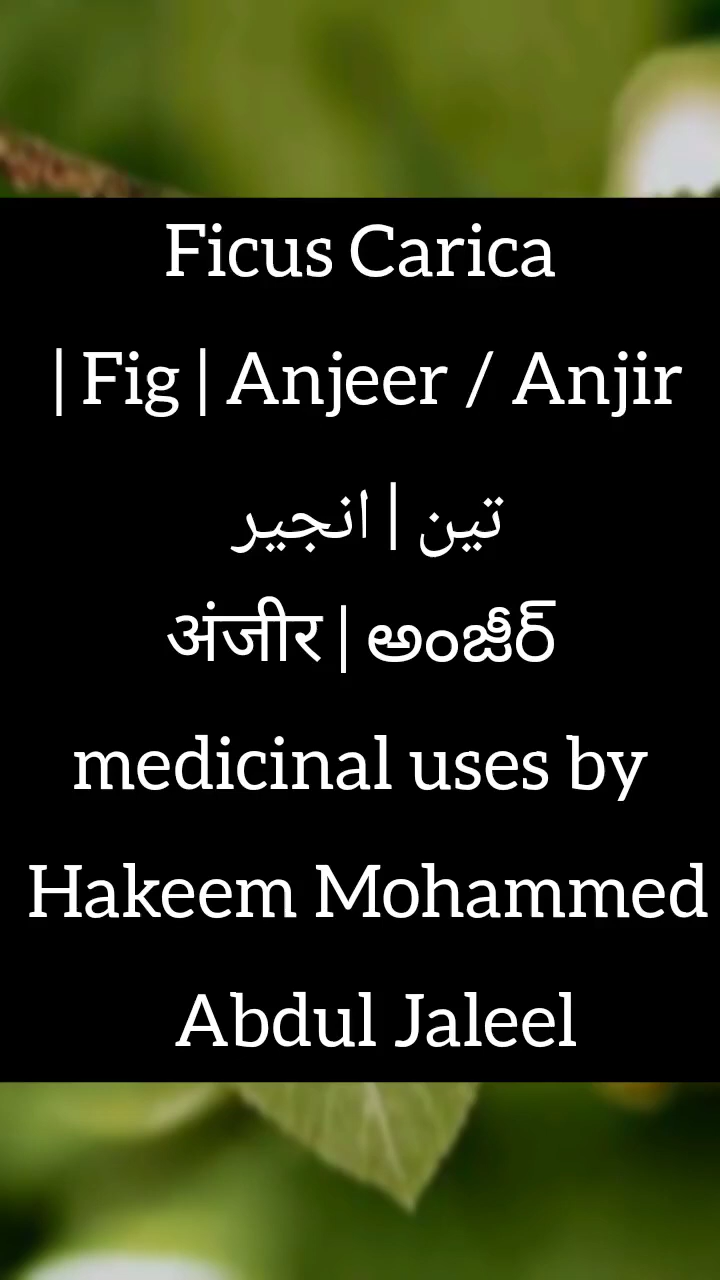 Ficus Carica
| Fig | Anjeer / Anjir
تین | انجیر
अंजीर | అంజీర్
medicinal uses by
Hakeem Mohammed
Abdul Jaleel